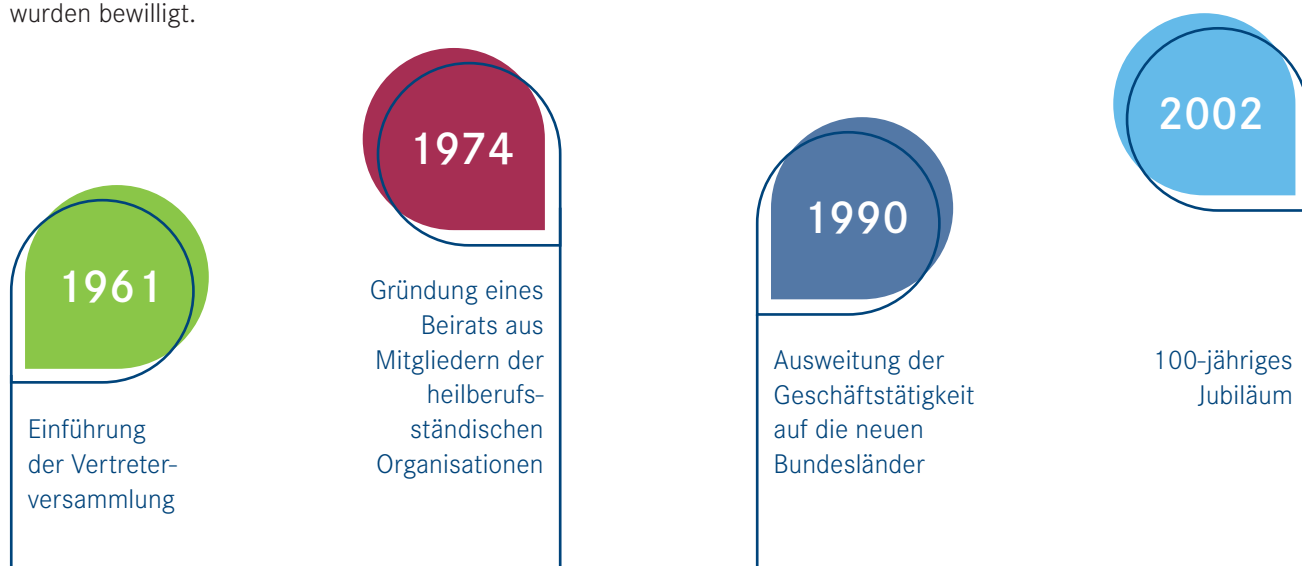 wurden bewilligt.
1961
Einführung
der Vertreter-
versammlung
1974
Gründung eines
Beirats aus
Mitgliedern der
heilberufs-
ständischen
Organisationen
1990
Ausweitung der
Geschäftstätigkeit
auf die neuen
Bundesländer
2002
100-jähriges
Jubiläum